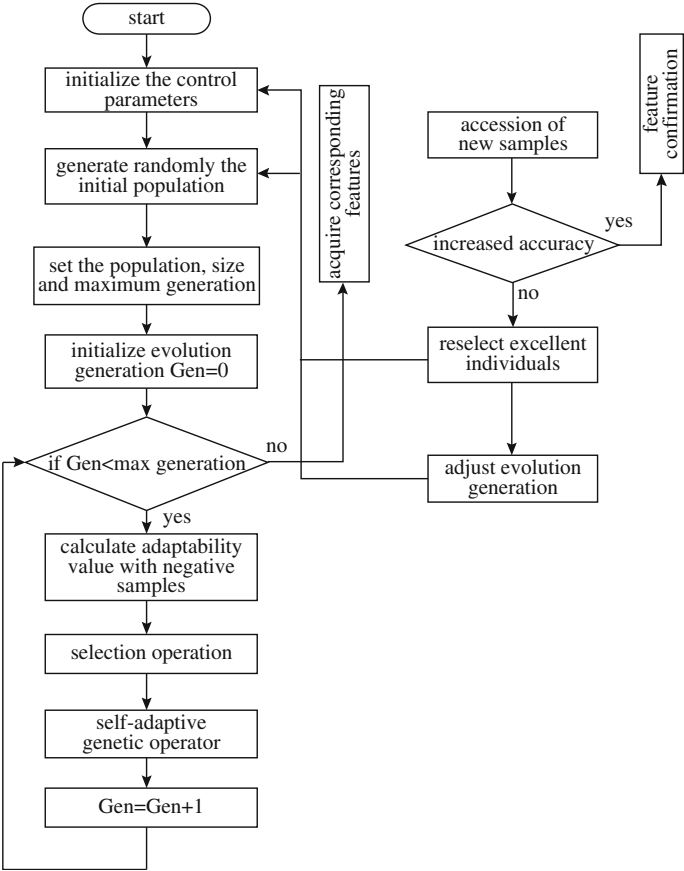 start
initialize the control
parameters
generate randomly the
initial population
set the population, size
and maximum generation
initialize evolution
generation Gen=0
if Gen<max generation
no
yes
calculate adaptability
value with negative
samples
selection operation
self-adaptive
genetic operator
Gen=Gen+1
acquire corresponding
features
accession of
new samples
increased accuracy
yes
no
reselect excellent
individuals
adjust evolution
generation
feature
confirmation